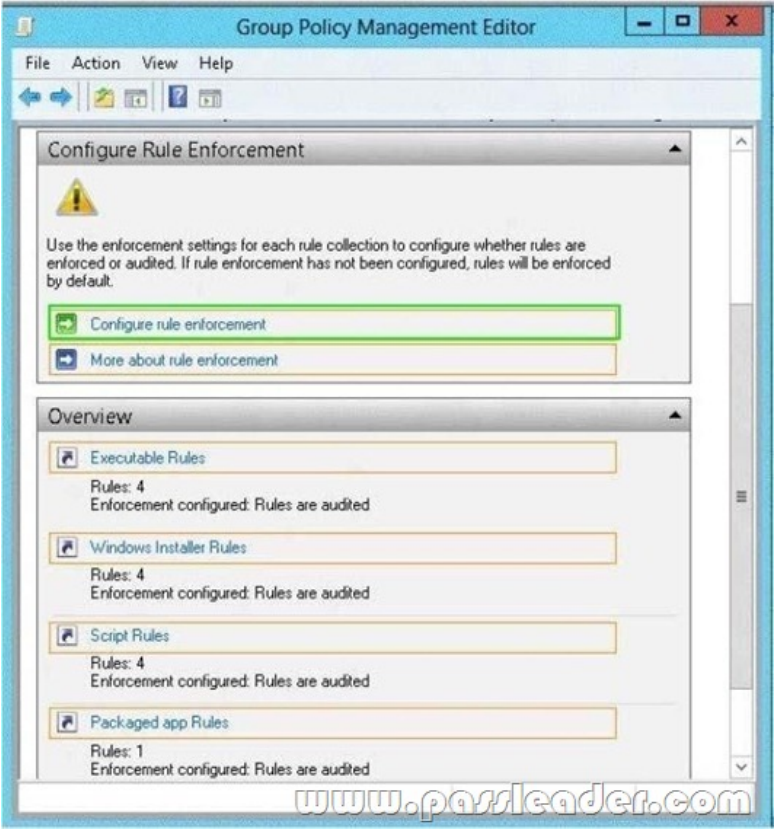 Group Policy Management Editor
File Action View Help
Configure Rule Enforcement
Use the enforcement settings for each rule collection to configure whether rules are
enforced or audited. If rule enforcement has not been configured, rules will be enforced
by default.
Configure rule enforcement
More about rule enforcement
Overview
Executable Rules
Rules: 4
Enforcement configured: Rules are audited
Windows Installer Rules
Rules: 4
Enforcement configured: Rules are audited
Script Rules
Rules: 4
Enforcement configured: Rules are audited
Packaged app Rules
Rules: 1
Enforcement configured: Rules are audited
www.passleader.com